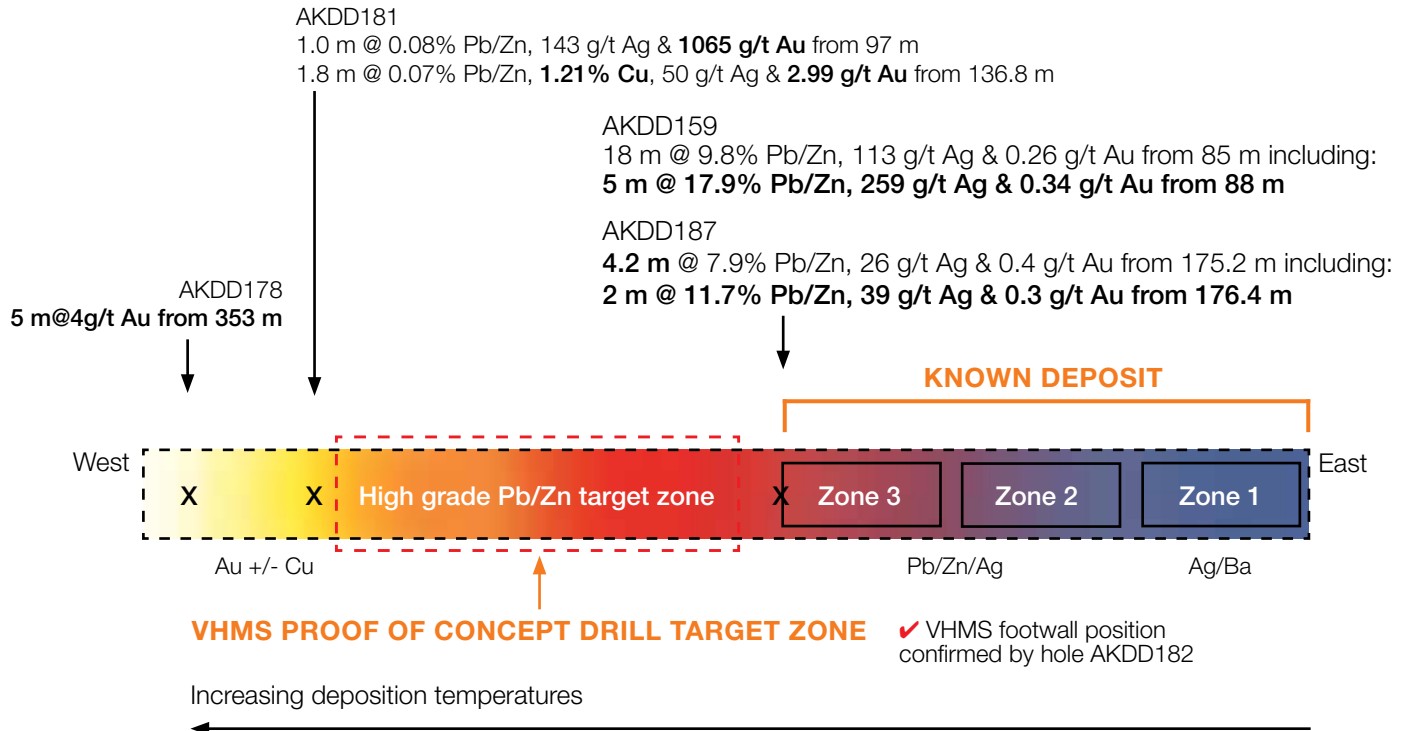 AKDD181
1.0 m @ 0.08% Pb/Zn, 143 g/t Ag & 1065 g/t Au from 97 m
1.8 m @ 0.07% Pb/Zn, 1.21% Cu, 50 g/t Ag & 2.99 g/t Au from 136.8 m
AKDD159
18 m @ 9.8% Pb/Zn, 113 g/t Ag & 0.26 g/t Au from 85 m including:
5 m @ 17.9% Pb/Zn, 259 g/t Ag & 0.34 g/t Au from 88 m
AKDD187
4.2 m @ 7.9% Pb/Zn, 26 g/t Ag & 0.4 g/t Au from 175.2 m including:
2 m @ 11.7% Pb/Zn, 39 g/t Ag & 0.3 g/t Au from 176.4 m
AKDD178
5 m@4g/t Au from 353 m
KNOWN DEPOSIT
West
East
X
X
High grade Pb/Zn target zone
X
Zone 3
Zone 2
Zone 1
Au +/- Cu
Pb/Zn/Ag
Ag/Ba
VHMS PROOF OF CONCEPT DRILL TARGET ZONE
✔ VHMS footwall position
confirmed by hole AKDD182
Increasing deposition temperatures